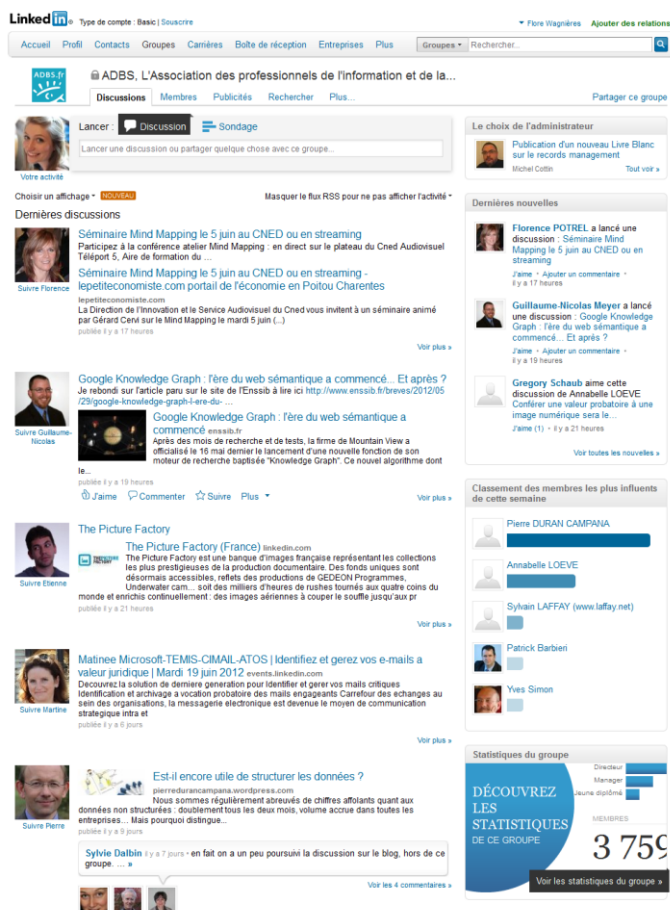 Linked in Type de compte : Basic | Souscrire
Flore Wagnières Ajouter des relations
Accueil Profil Contacts Groupes Carrières Boîte de réception Entreprises Plus Groupes Rechercher...
ADBS.fr
ADBS, L'Association des professionnels de l'information et de la...
Discussions Membres Publicités Rechercher Plus... Partager ce groupe
Lancer : Discussion Sondage
Lancer une discussion ou partager quelque chose avec ce groupe...
Votre activité
Choisir un affichage NOUVEAU Masquer le flux RSS pour ne pas afficher l'activité
Dernières discussions
Séminaire Mind Mapping le 5 juin au CNED ou en streaming
Participez à la conférence atelier Mind Mapping : en direct sur le plateau du Cned Audiovisuel
Téléport 5, Aire de formation du ...
Séminaire Mind Mapping le 5 juin au CNED ou en streaming -
lepetiteconomiste.com portail de l'économie en Poitou Charentes
Suivre Florence
lepetiteconomiste.com
La Direction de l'Innovation et le Service Audiovisuel du Cned vous invitent à un séminaire animé
par Gérard Cervi sur le Mind Mapping le mardi 5 juin (...)
publiée il y a 17 heures
Voir plus »
Google Knowledge Graph : l'ère du web sémantique a commencé... Et après ?
Je rebondi sur l'article paru sur le site de l'Enssib à lire ici http://www.enssib.fr/breves/2012/05
/29/google-knowledge-graph-l-ere-du- ...
Suivre Guillaume-
Nicolas
Google Knowledge Graph : l'ère du web sémantique a
commencé enssib.fr
Après des mois de recherche et de tests, la firme de Mountain View a
officialisé le 16 mai dernier le lancement d'une nouvelle fonction de son
moteur de recherche baptisée "Knowledge Graph". Ce nouvel algorithme dont
le...
publiée il y a 19 heures
J'aime Commenter Suivre Plus Voir plus »
The Picture Factory
The Picture Factory (France) linkedin.com
The Picture Factory est une banque d'images française représentant les collections
les plus prestigieuses de la production documentaire. Des fonds uniques sont
désormais accessibles, reflets des productions de GEDEON Programmes,
Underwater cam... soit des milliers d'heures de rushes tournés aux quatre coins du
monde et enrichis continuellement : des images aériennes à couper le souffle jusqu'aux pr
Suivre Etienne
publiée il y a 21 heures
Voir plus »
Matinee Microsoft-TEMIS-CIMAIL-ATOS | Identifiez et gerez vos e-mails a
valeur juridique | Mardi 19 juin 2012 events.linkedin.com
Decouvrez la solution de derniere generation pour Identifier et gerer vos mails critiques
Identification et archivage a vocation probatoire des mails engageants Carrefour des echanges au
sein des organisations, la messagerie electronique est devenue le moyen de communication
strategique intra et
Suivre Martine
publiée il y a 6 jours
Voir plus »
Est-il encore utile de structurer les données ?
pierredurancampana.wordpress.com
Nous sommes régulièrement abreuvés de chiffres affolants quant aux
données non structurées : doublement tous les deux mois, volume accrue dans toutes les
entreprises... Mais pourquoi distingue...
Suivre Pierre
publiée il y a 9 jours
Sylvie Dalbin il y a 7 jours - en fait on a un peu poursuivi la discussion sur le blog, hors de ce
groupe. ... »
Voir les 4 commentaires »
Le choix de l'administrateur
Publication d'un nouveau Livre Blanc
sur le records management
Michel Cottin Tout voir »
Dernières nouvelles
Florence POTREL a lancé une
discussion : Séminaire Mind
Mapping le 5 juin au CNED ou en
streaming
J'aime • Ajouter un commentaire •
il y a 17 heures
Guillaume-Nicolas Meyer a lancé
une discussion : Google Knowledge
Graph : l'ère du web sémantique a
commencé... Et après ?
J'aime • Ajouter un commentaire •
il y a 19 heures
Gregory Schaub aime cette
discussion de Annabelle LOEVE
Conférer une valeur probatoire à une
image numérique sera le...
J'aime (1) • il y a 21 heures
Voir toutes les nouvelles »
Classement des membres les plus influents
de cette semaine
Pierre DURAN CAMPANA
Annabelle LOEVE
Sylvain LAFFAY (www.laffay.net)
Patrick Barbieri
Yves Simon
Statistiques du groupe
DÉCOUVREZ
LES
STATISTIQUES
DE CE GROUPE
Directeur
Manager
Jeune diplômé
MEMBRES
3 759
Voir les statistiques du groupe »